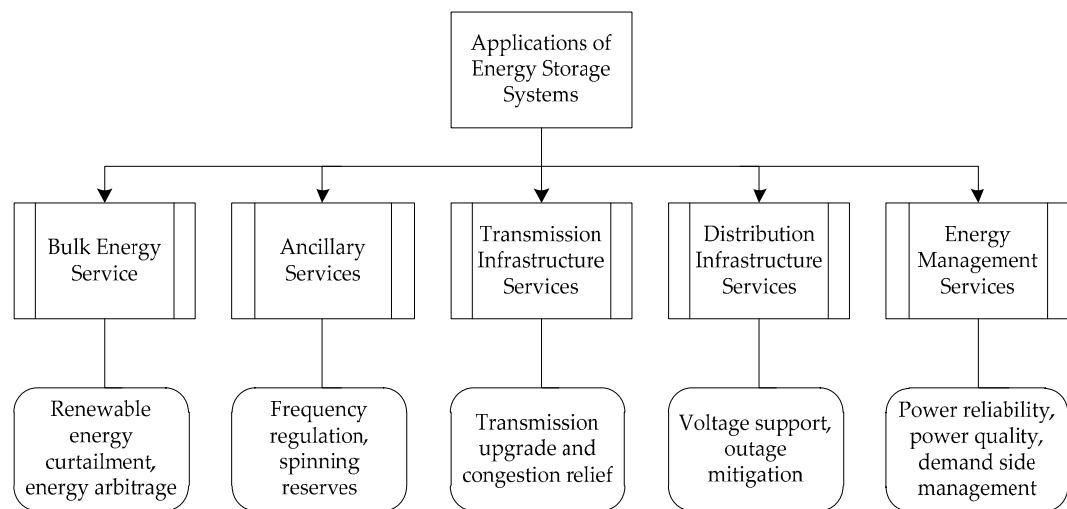 Applications of
Energy Storage
Systems
Bulk Energy
Service
Ancillary
Services
Transmission
Infrastructure
Services
Distribution
Infrastructure
Services
Energy
Management
Services
Renewable
energy
curtailment,
energy arbitrage
Frequency
regulation,
spinning
reserves
Transmission
upgrade and
congestion relief
Voltage support,
outage
mitigation
Power reliability,
power quality,
demand side
management